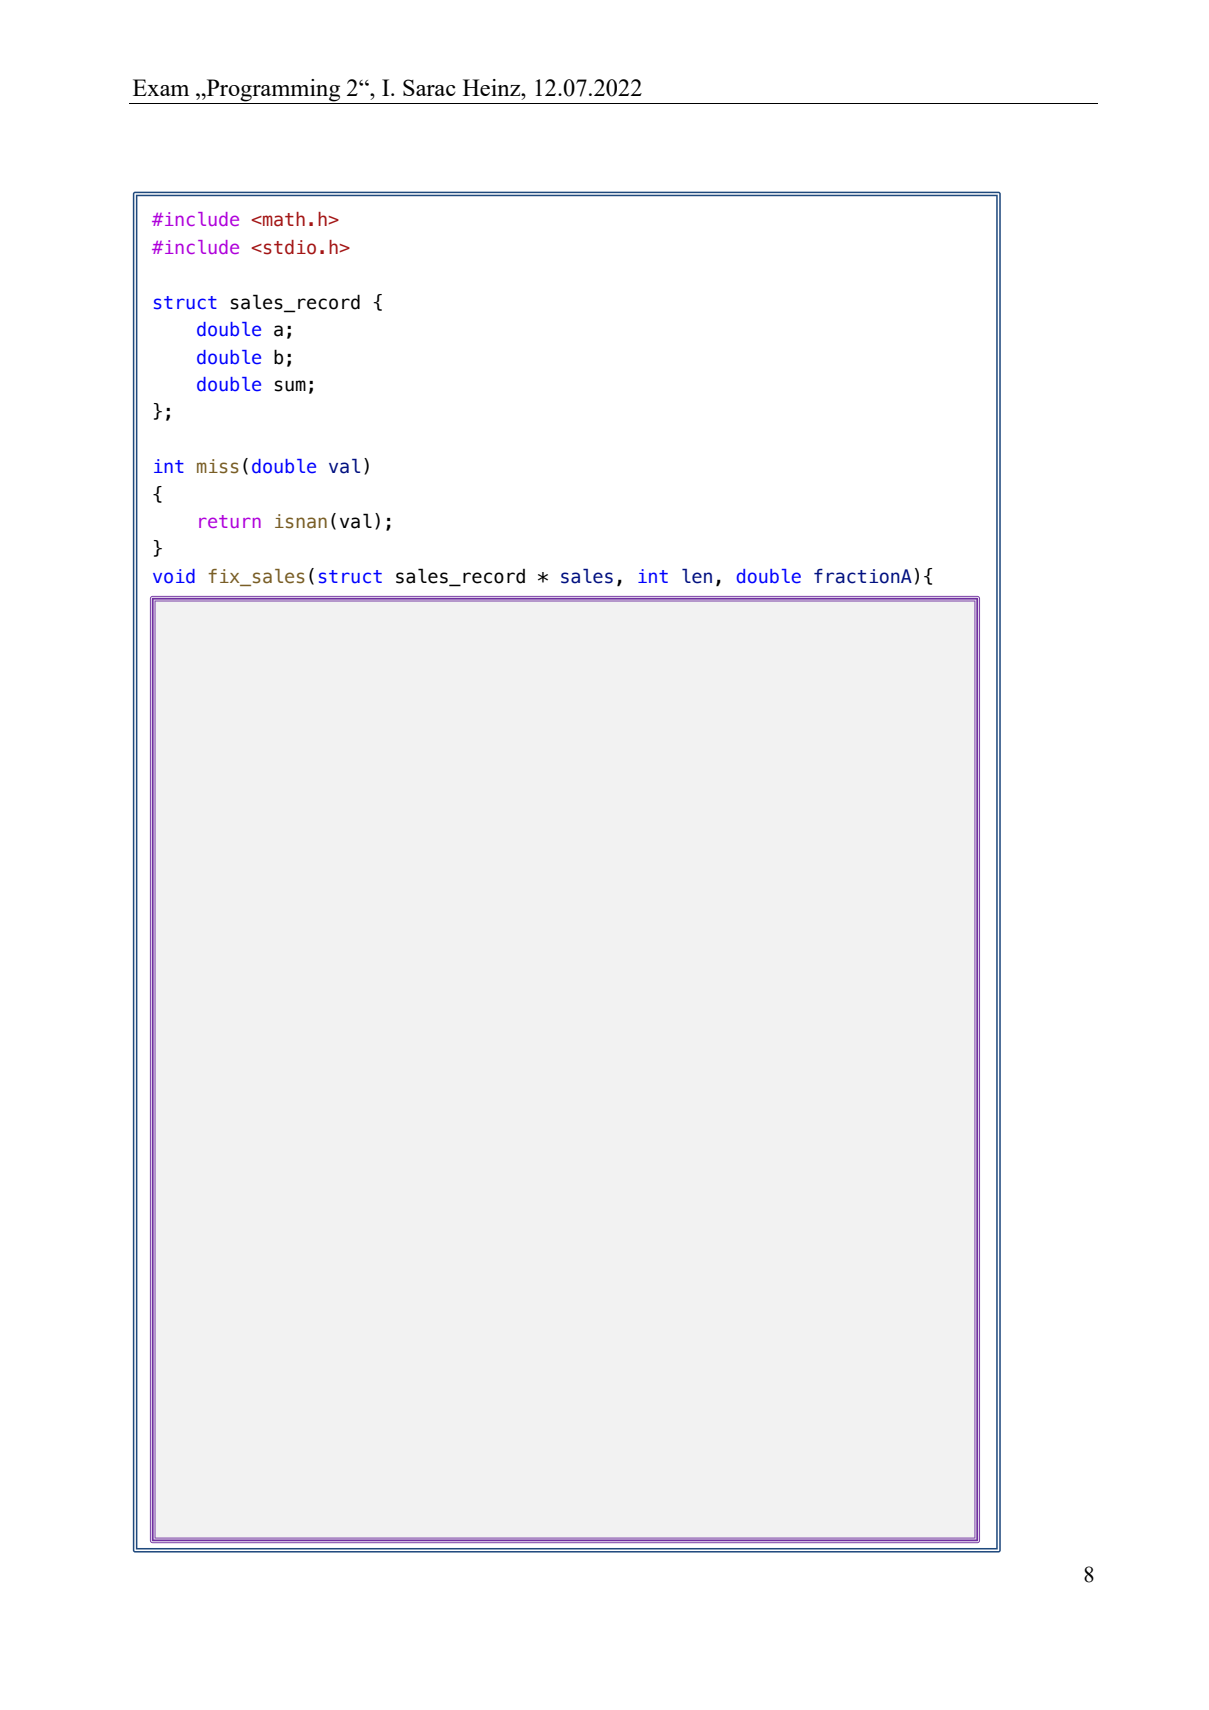 Exam „Programming 2“, I. Sarac Heinz, 12.07.2022
#include <math.h>
#include <stdio.h>
struct sales_record {
    double a;
    double b;
    double sum;
};
int miss(double val)
{
    return isnan(val);
}
void fix_sales(struct sales_record * sales, int len, double fractionA){
8